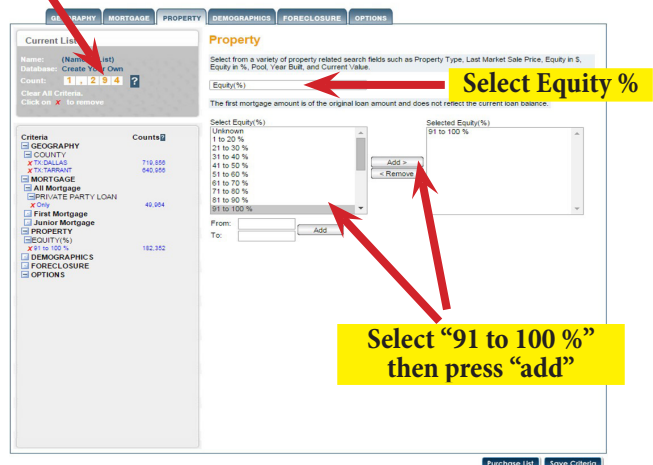 GEOGRAPHY MORTGAGE PROPERTY DEMOGRAPHICS FORECLOSURE OPTIONS
Current List
Name: (Name List)
Database: Create Your Own
Count: 1 , 2 9 4 ?
Clear All Criteria.
Click on x to remove
Criteria Counts?
GEOGRAPHY
COUNTY
x TX:DALLAS 719,856
x TX:TARRANT 640,956
MORTGAGE
All Mortgage
PRIVATE PARTY LOAN
x Only 49,964
First Mortgage
Junior Mortgage
PROPERTY
EQUITY(%)
x 91 to 100 % 182,352
DEMOGRAPHICS
FORECLOSURE
OPTIONS
Property
Select from a variety of property related search fields such as Property Type, Last Market Sale Price, Equity in $,
Equity in %, Pool, Year Built, and Current Value.
Equity(%)
Select Equity %
The first mortgage amount is of the original loan amount and does not reflect the current loan balance.
Select Equity(%)
Unknown
1 to 20 %
21 to 30 %
31 to 40 %
41 to 50 %
51 to 60 %
61 to 70 %
71 to 80 %
81 to 90 %
91 to 100 %
Add >
< Remove
Selected Equity(%)
91 to 100 %
From:
To:
Add
Select “91 to 100 %”
then press “add”
Purchase List Save Criteria